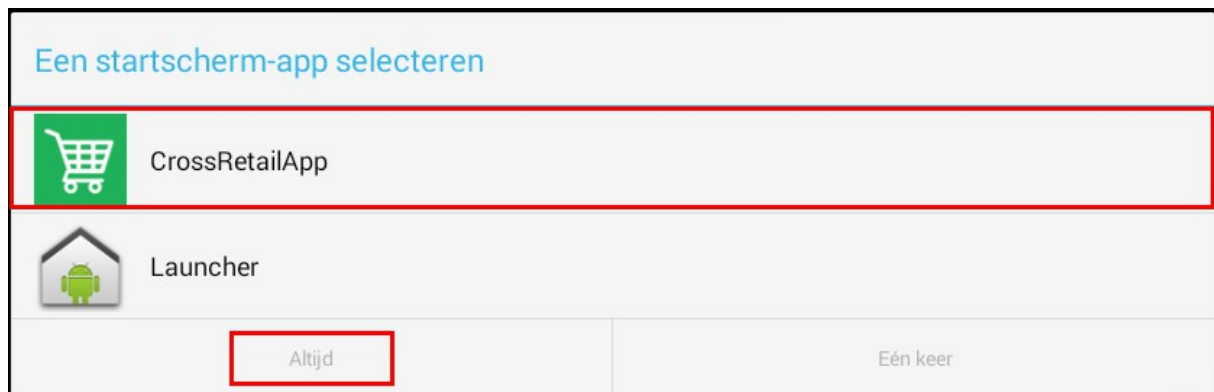 Een startscherm-app selecteren
CrossRetailApp
Launcher
Altijd
Eén keer